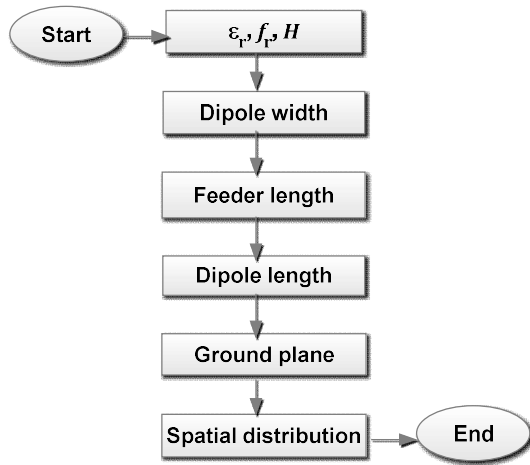 Start
εr, fr, H
Dipole width
Feeder length
Dipole length
Ground plane
Spatial distribution
End